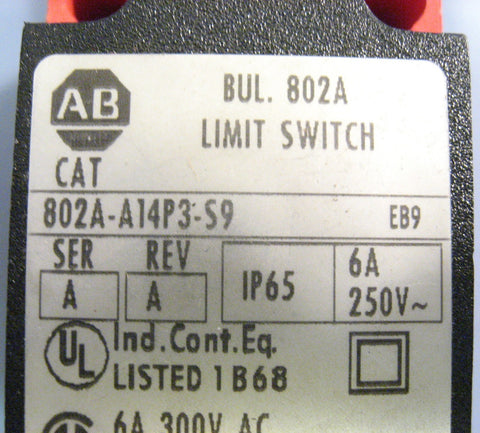 AB
BUL. 802A
LIMIT SWITCH
CAT
802A-A14P3-S9 EB9
SER REV
A A IP65 6A 250V~
UL Ind.Cont.Eq.
LISTED 1B68
6A 300V AC